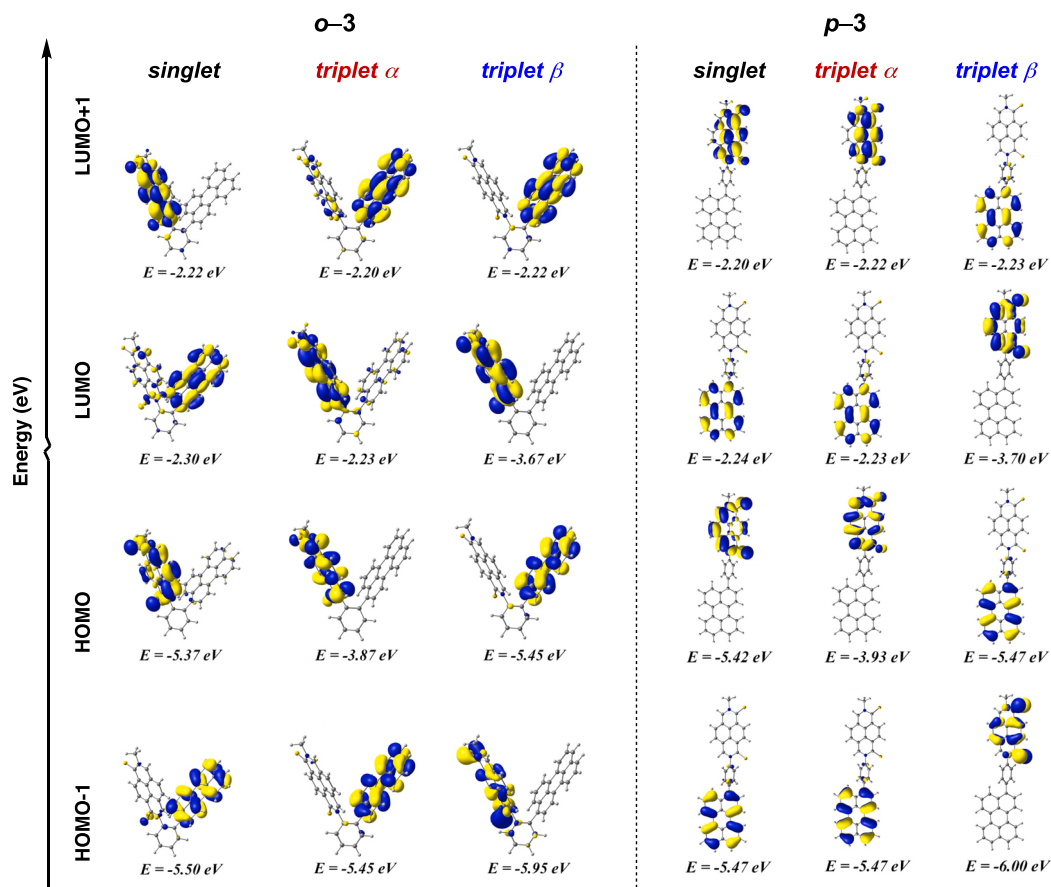 o–3
p–3
singlet
triplet α
triplet β
singlet
triplet α
triplet β
Energy (eV)
LUMO+1
E = -2.22 eV
E = -2.20 eV
E = -2.22 eV
E = -2.20 eV
E = -2.22 eV
E = -2.23 eV
LUMO
E = -2.30 eV
E = -2.23 eV
E = -3.67 eV
E = -2.24 eV
E = -2.23 eV
E = -3.70 eV
HOMO
E = -5.37 eV
E = -3.87 eV
E = -5.45 eV
E = -5.42 eV
E = -3.93 eV
E = -5.47 eV
HOMO-1
E = -5.50 eV
E = -5.45 eV
E = -5.95 eV
E = -5.47 eV
E = -5.47 eV
E = -6.00 eV